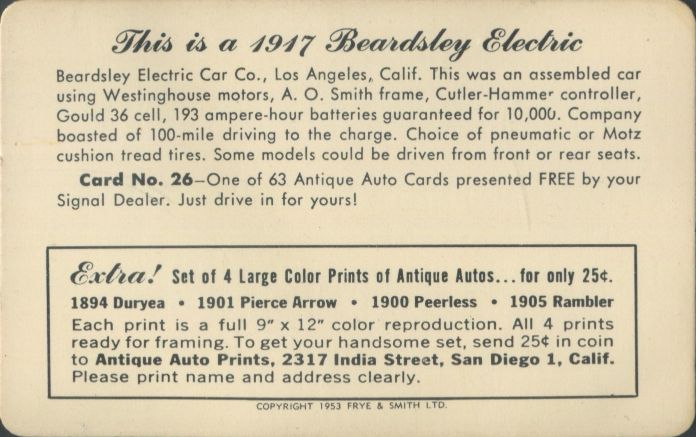 This is a 1917 Beardsley Electric
Beardsley Electric Car Co., Los Angeles, Calif. This was an assembled car
using Westinghouse motors, A. O. Smith frame, Cutler-Hammer controller,
Gould 36 cell, 193 ampere-hour batteries guaranteed for 10,000. Company
boasted of 100-mile driving to the charge. Choice of pneumatic or Motz
cushion tread tires. Some models could be driven from front or rear seats.
Card No. 26—One of 63 Antique Auto Cards presented FREE by your
Signal Dealer. Just drive in for yours!
Extra! Set of 4 Large Color Prints of Antique Autos...for only 25¢.
1894 Duryea • 1901 Pierce Arrow • 1900 Peerless • 1905 Rambler
Each print is a full 9" x 12" color reproduction. All 4 prints
ready for framing. To get your handsome set, send 25¢ in coin
to Antique Auto Prints, 2317 India Street, San Diego 1, Calif.
Please print name and address clearly.
COPYRIGHT 1953 FRYE & SMITH LTD.